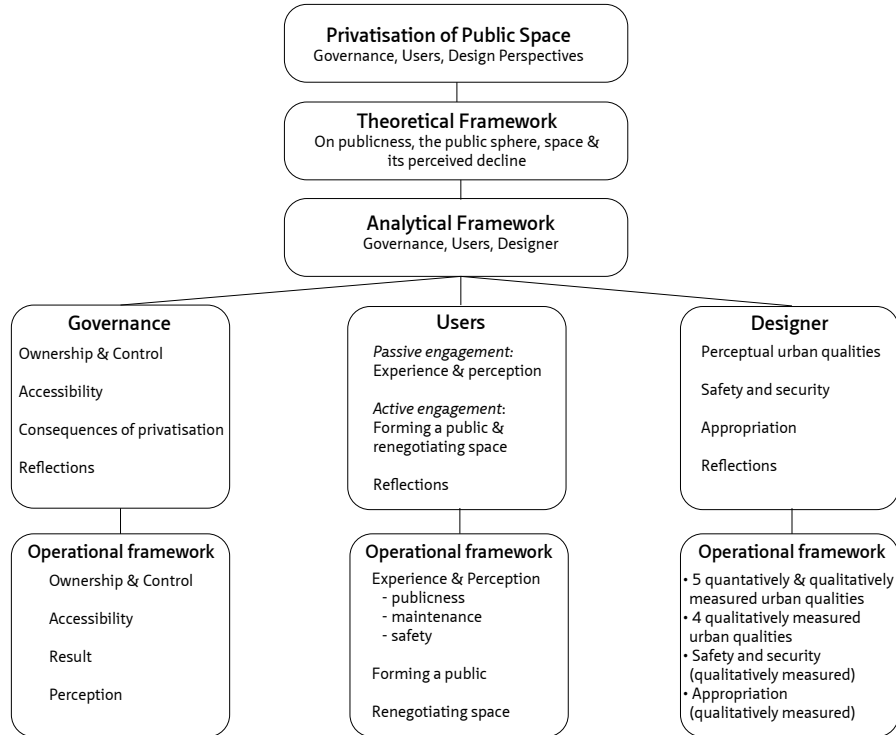 Privatisation of Public Space
Governance, Users, Design Perspectives
Theoretical Framework
On publicness, the public sphere, space &
its perceived decline
Analytical Framework
Governance, Users, Designer
Governance
Ownership & Control
Accessibility
Consequences of privatisation
Reflections
Users
Passive engagement:
Experience & perception
Active engagement:
Forming a public &
renegotiating space
Reflections
Designer
Perceptual urban qualities
Safety and security
Appropriation
Reflections
Operational framework
Ownership & Control
Accessibility
Result
Perception
Operational framework
Experience & Perception
- publicness
- maintenance
- safety
Forming a public
Renegotiating space
Operational framework
• 5 quantatively & qualitatively
measured urban qualities
• 4 qualitatively measured
urban qualities
• Safety and security
(qualitatively measured)
• Appropriation
(qualitatively measured)